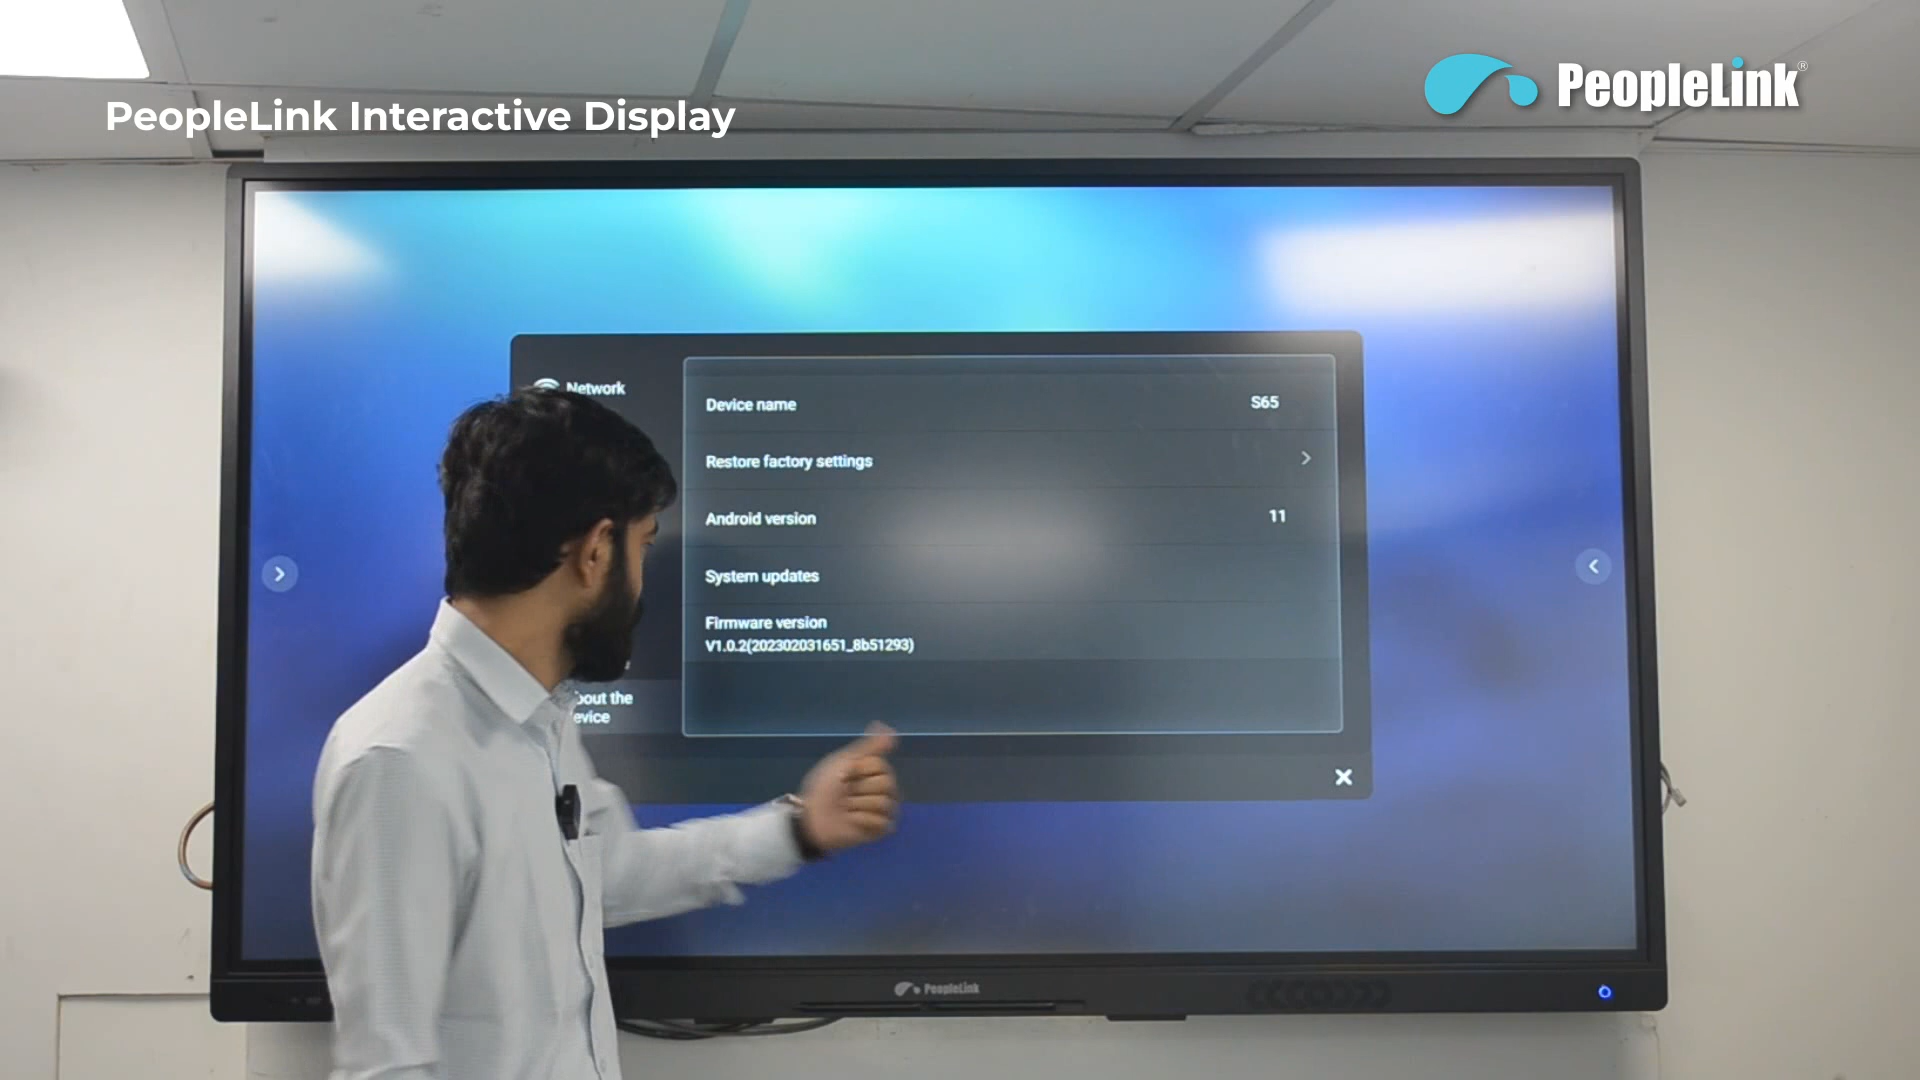 PeopleLink Interactive Display
PeopleLink®
Network
Device name
S65
Restore factory settings
Android version
11
System updates
Firmware version
V1.0.2(202302031651_8b51293)
bout the
evice
PeopleLink